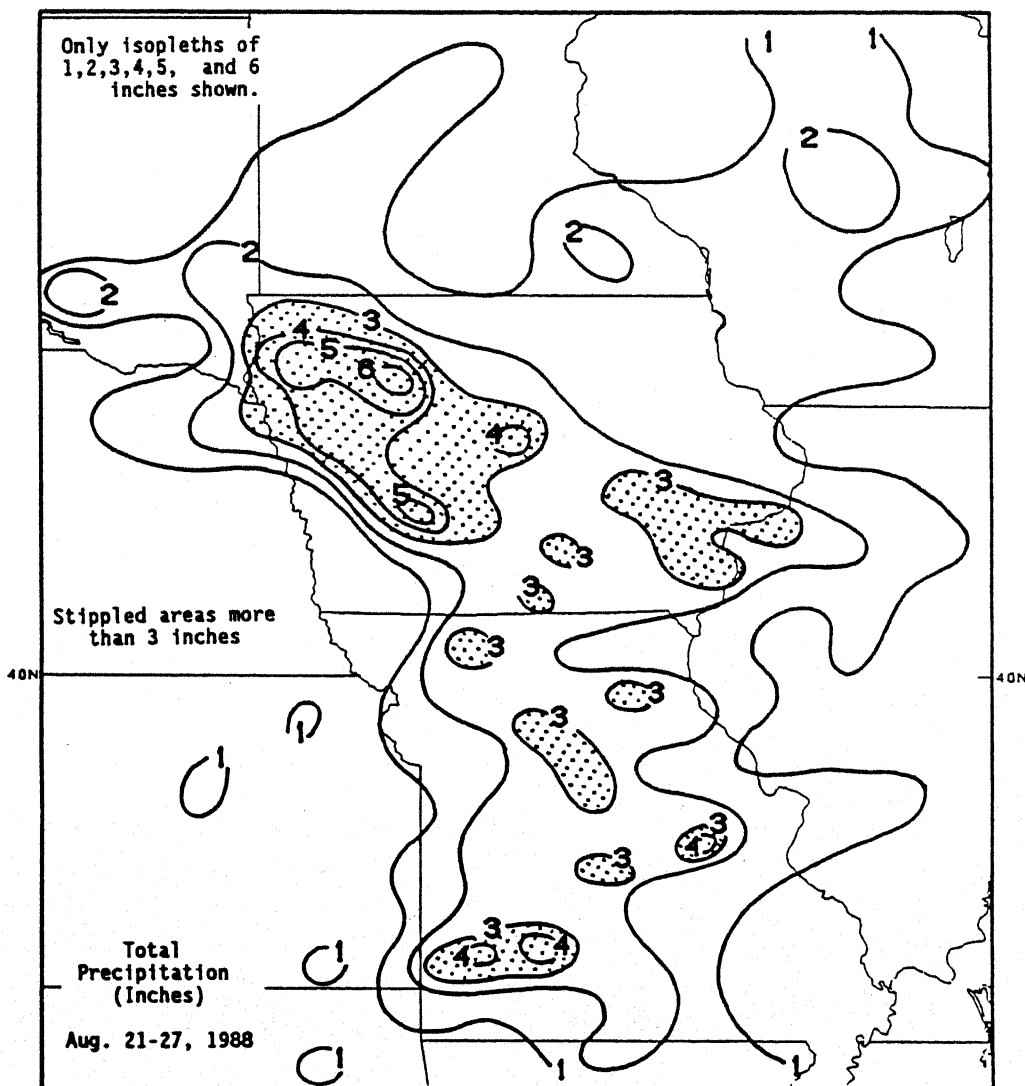 Only isopleths of
1,2,3,4,5, and 6
inches shown.
1
1
2
2
2
2
3
4
5
6
4
3
5
3
3
Stippled areas more
than 3 inches
3
40N
40N
3
3
1
1
3
4
3
3
4
4
1
Total
Precipitation
(Inches)
Aug. 21-27, 1988
1
1
1